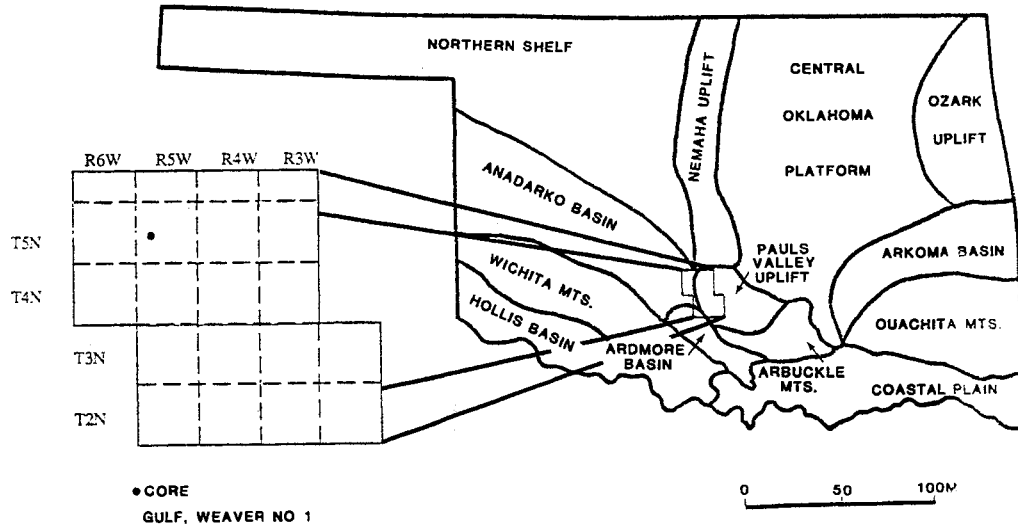 NORTHERN SHELF
NEMAHA UPLIFT
CENTRAL
OKLAHOMA
PLATFORM
OZARK
UPLIFT
R6W R5W R4W R3W
ANADARKO BASIN
T5N
T4N
T3N
T2N
WICHITA MTS.
HOLLIS BASIN
PAULS
VALLEY
UPLIFT
ARKOMA BASIN
OUACHITA MTS.
ARDMORE
BASIN
ARBUCKLE
MTS.
COASTAL PLAIN
CORE
GULF, WEAVER NO 1
0 50 100M